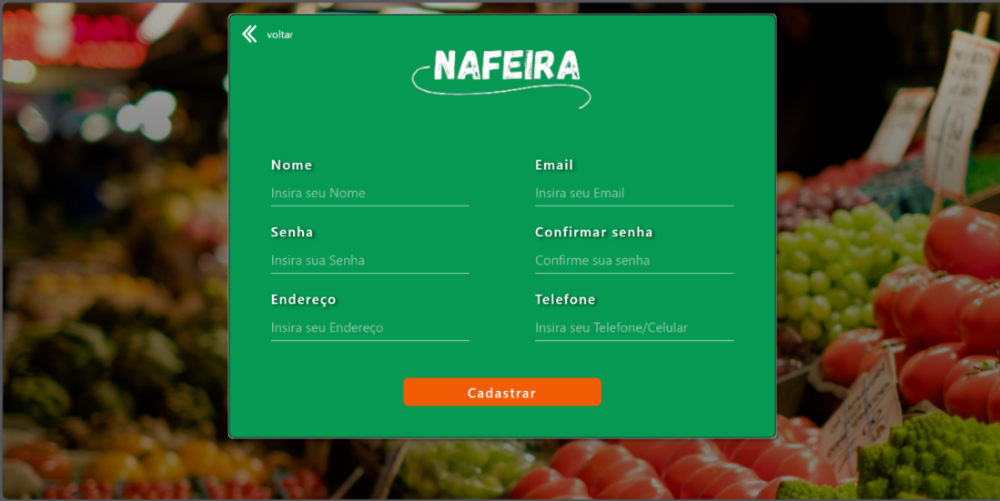 voltar
NAFEIRA
Nome
Email
Insira seu Nome
Insira seu Email
Senha
Confirmar senha
Insira sua Senha
Confirme sua senha
Endereço
Telefone
Insira seu Endereço
Insira seu Telefone/Celular
Cadastrar